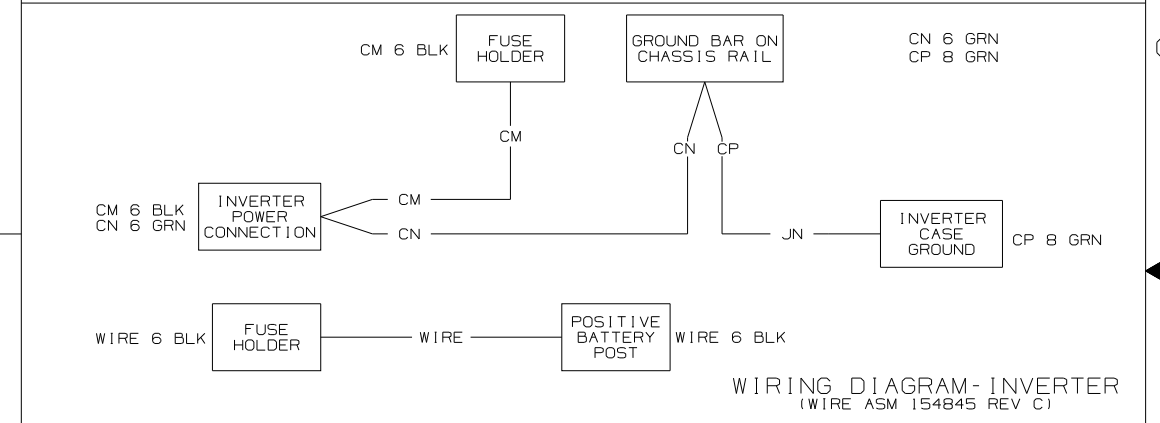 CM 6 BLK
FUSE
HOLDER
GROUND BAR ON
CHASSIS RAIL
CN 6 GRN
CP 8 GRN
CM
CN
CP
CM 6 BLK
CN 6 GRN
INVERTER
POWER
CONNECTION
CM
CN
JN
INVERTER
CASE
GROUND
CP 8 GRN
WIRE 6 BLK
FUSE
HOLDER
WIRE
POSITIVE
BATTERY
POST
WIRE 6 BLK
WIRING DIAGRAM-INVERTER
(WIRE ASM 154845 REV C)